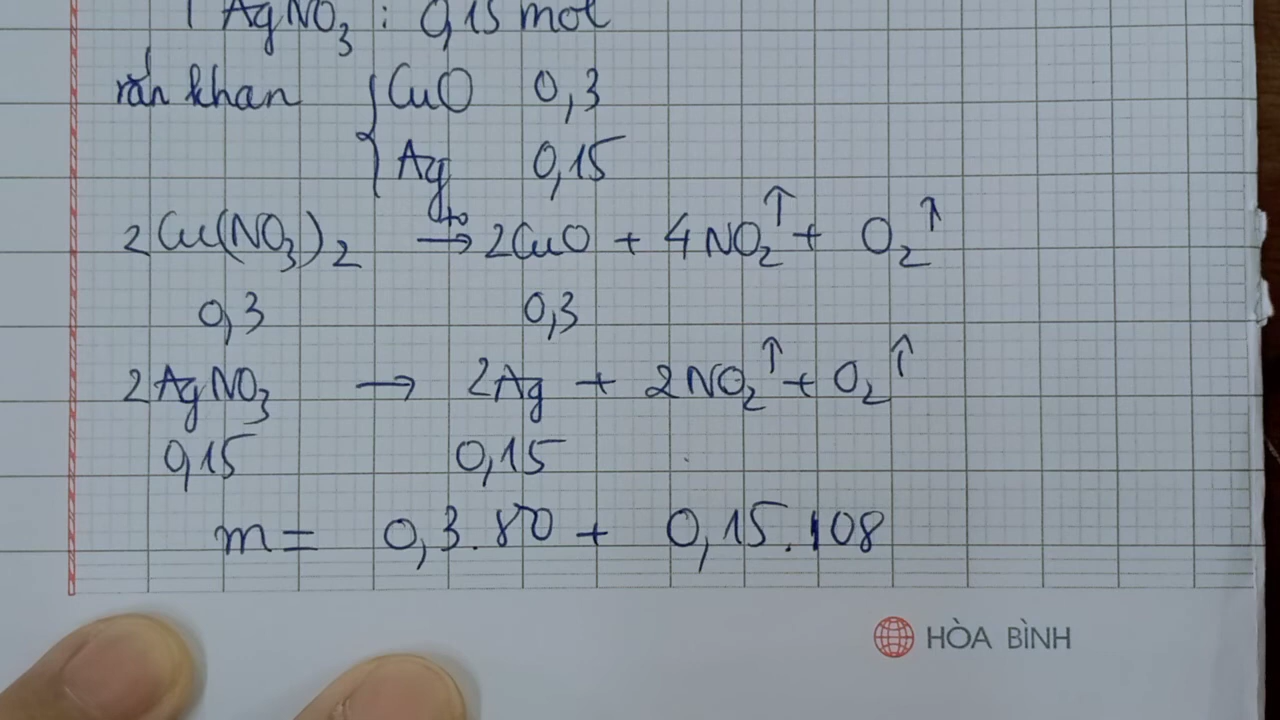 AgNO₃ : 0,15 mol
rắn khan { CuO 0,3
Ag 0,15
2Cu(NO₃)₂ →(t°) 2CuO + 4NO₂↑ + O₂↑
0,3 0,3
2AgNO₃ → 2Ag + 2NO₂↑ + O₂↑
0,15 0,15
m = 0,3.80 + 0,15.108
HÒA BÌNH